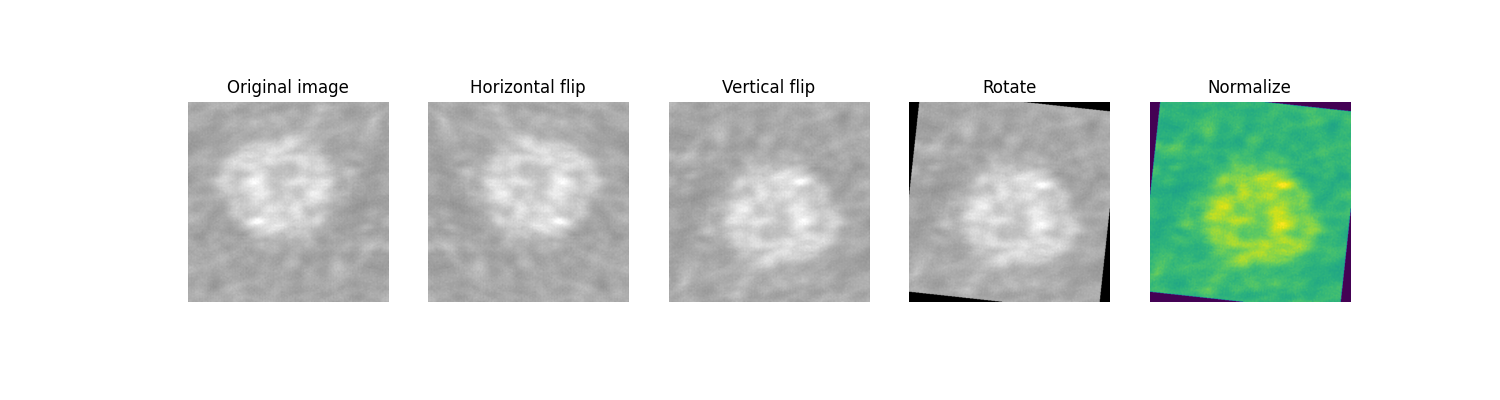 Original image
Horizontal flip
Vertical flip
Rotate
Normalize